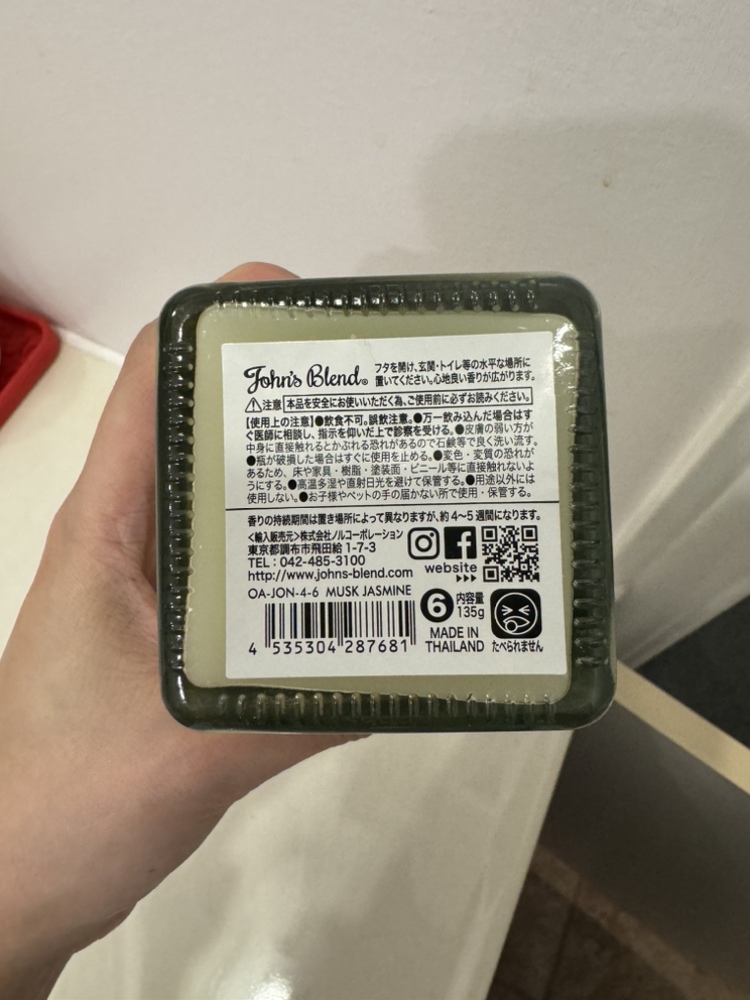 John's Blend®
フタを開け、玄関・トイレ等の水平な場所に
置いてください。心地良い香りが広がります。
⚠注意 本品を安全にお使いいただく為、ご使用前に必ずお読みください。
【使用上の注意】●飲食不可。誤飲注意。●万一飲み込んだ場合はす
ぐ医師に相談し、指示を仰いだ上で診察を受ける。●皮膚の弱い方が
中身に直接触れるとかぶれる恐れがあるので石鹸等で良く洗い流す。
●瓶が破損した場合はすぐに使用を止める。●変色・変質の恐れが
あるため、床や家具・樹脂・塗装面・ビニール等に直接触れないよ
うにする。●高温多湿や直射日光を避けて保管する。●用途以外には
使用しない。●お子様やペットの手の届かない所で使用・保管する。
香りの持続期間は置き場所によって異なりますが、約4〜5週間になります。
<輸入販売元>株式会社ノルコーポレーション
東京都調布市飛田給 1-7-3
TEL : 042-485-3100
http://www.johns-blend.com
website
OA-JON-4-6 MUSK JASMINE
4 535304 287681
6 内容量
135g
MADE IN
THAILAND
たべられません